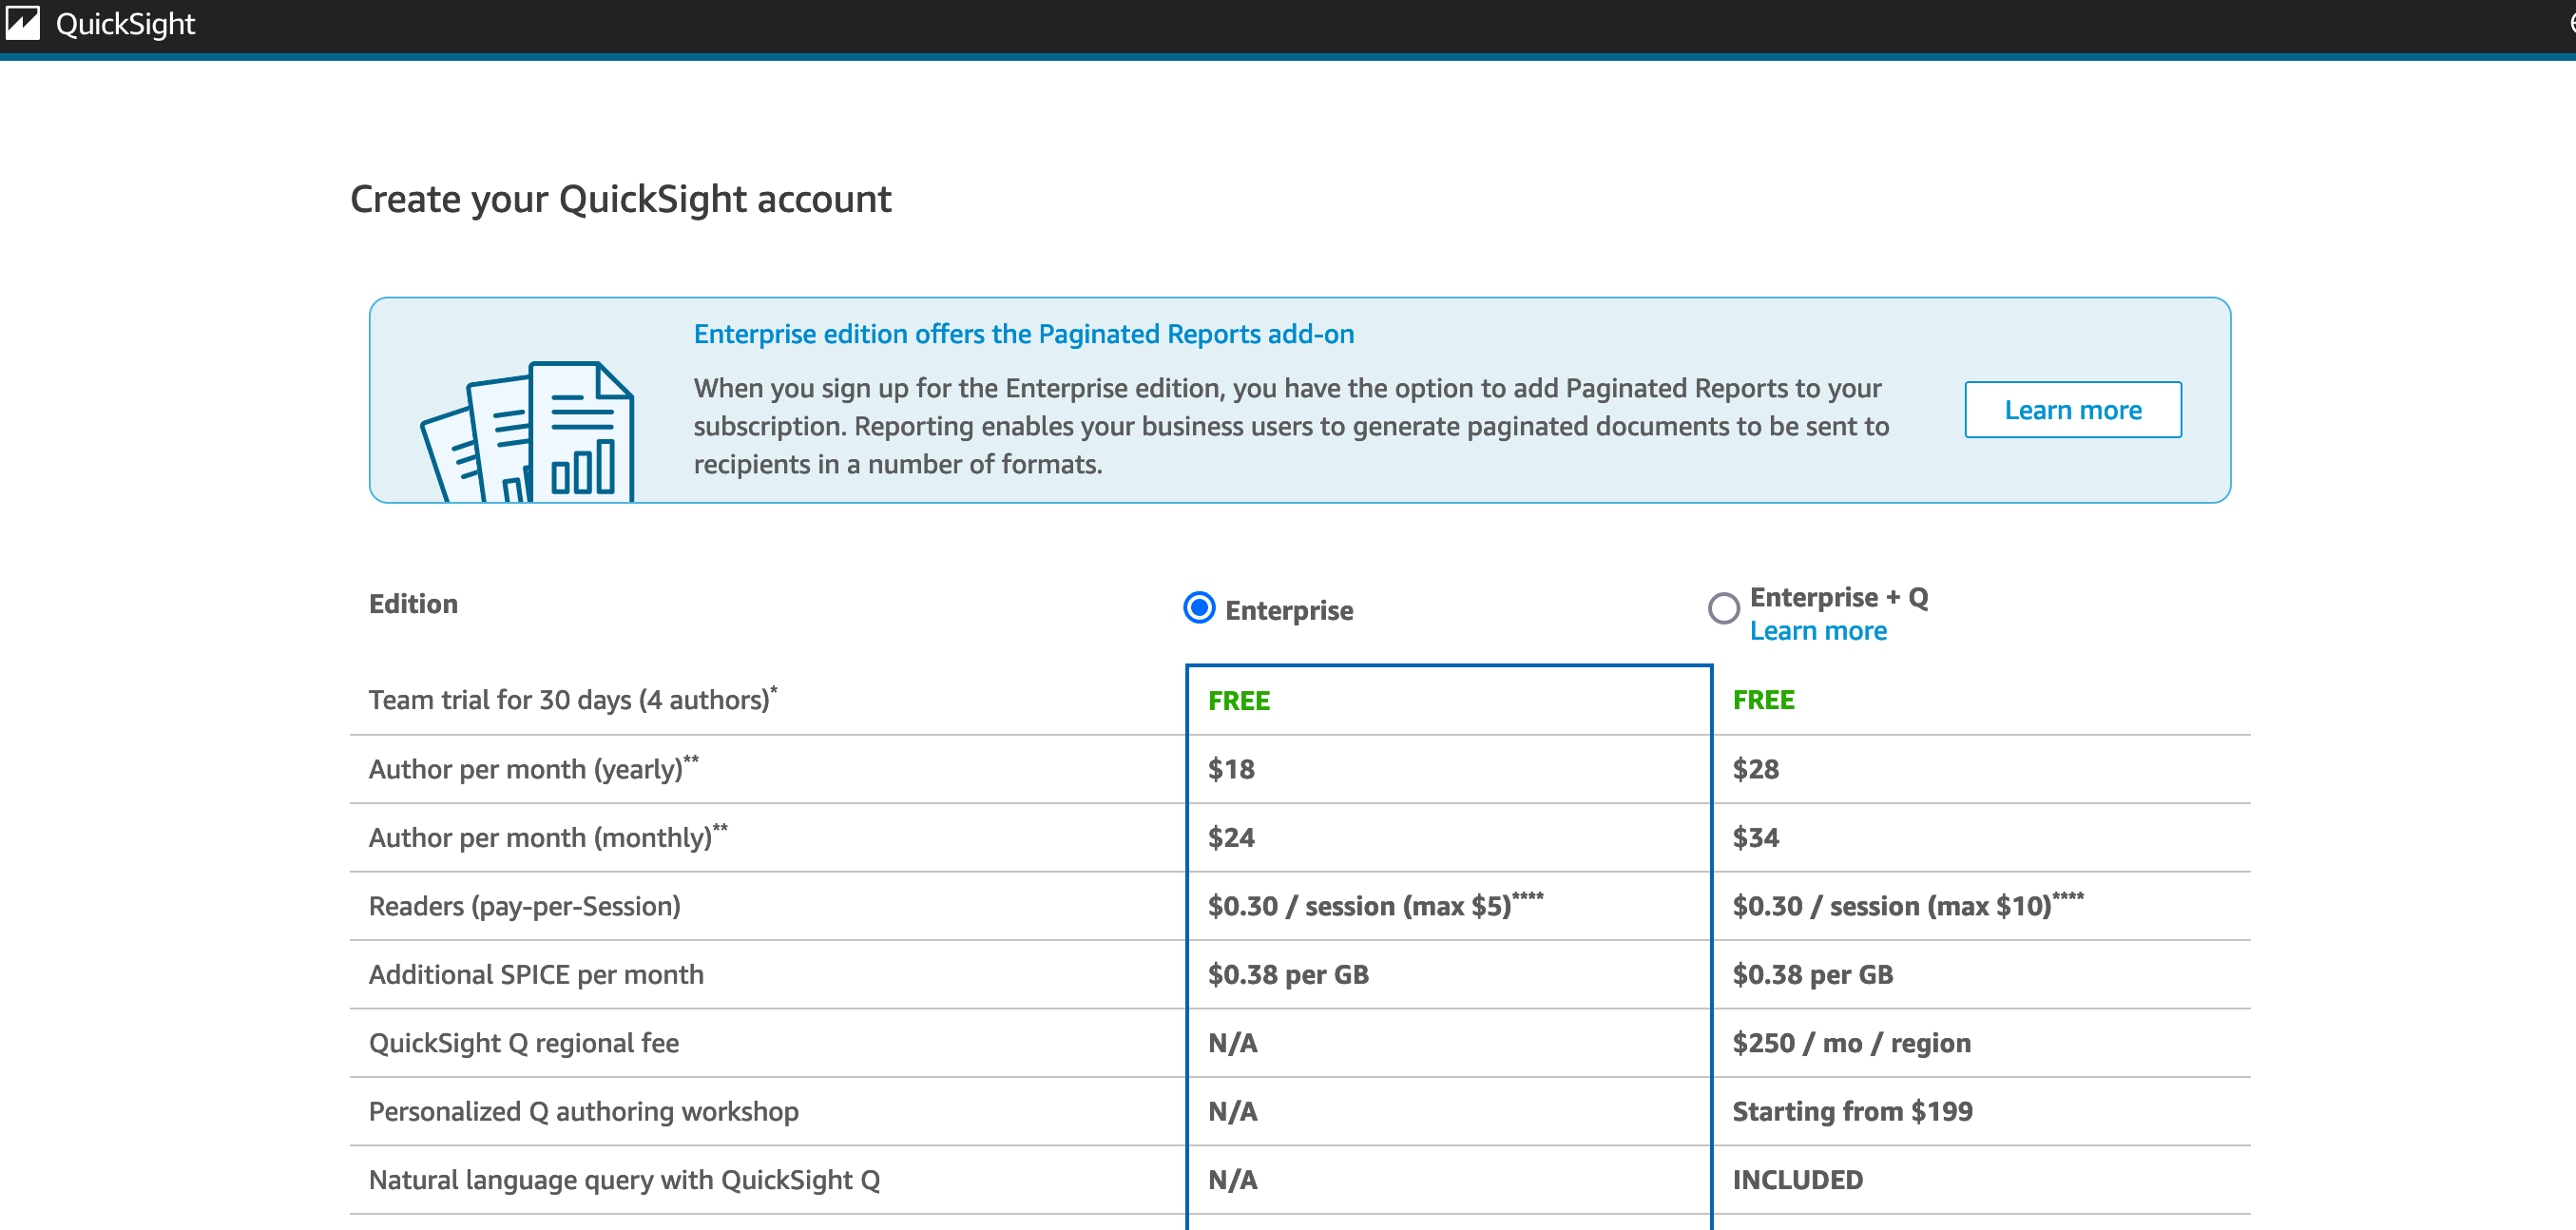 QuickSight
Create your QuickSight account
Enterprise edition offers the Paginated Reports add-on
When you sign up for the Enterprise edition, you have the option to add Paginated Reports to your
subscription. Reporting enables your business users to generate paginated documents to be sent to
recipients in a number of formats.
Learn more
Edition
Enterprise
Enterprise + Q
Learn more
Team trial for 30 days (4 authors)* FREE FREE
Author per month (yearly)** $18 $28
Author per month (monthly)** $24 $34
Readers (pay-per-Session) $0.30 / session (max $5)**** $0.30 / session (max $10)****
Additional SPICE per month $0.38 per GB $0.38 per GB
QuickSight Q regional fee N/A $250 / mo / region
Personalized Q authoring workshop N/A Starting from $199
Natural language query with QuickSight Q N/A INCLUDED